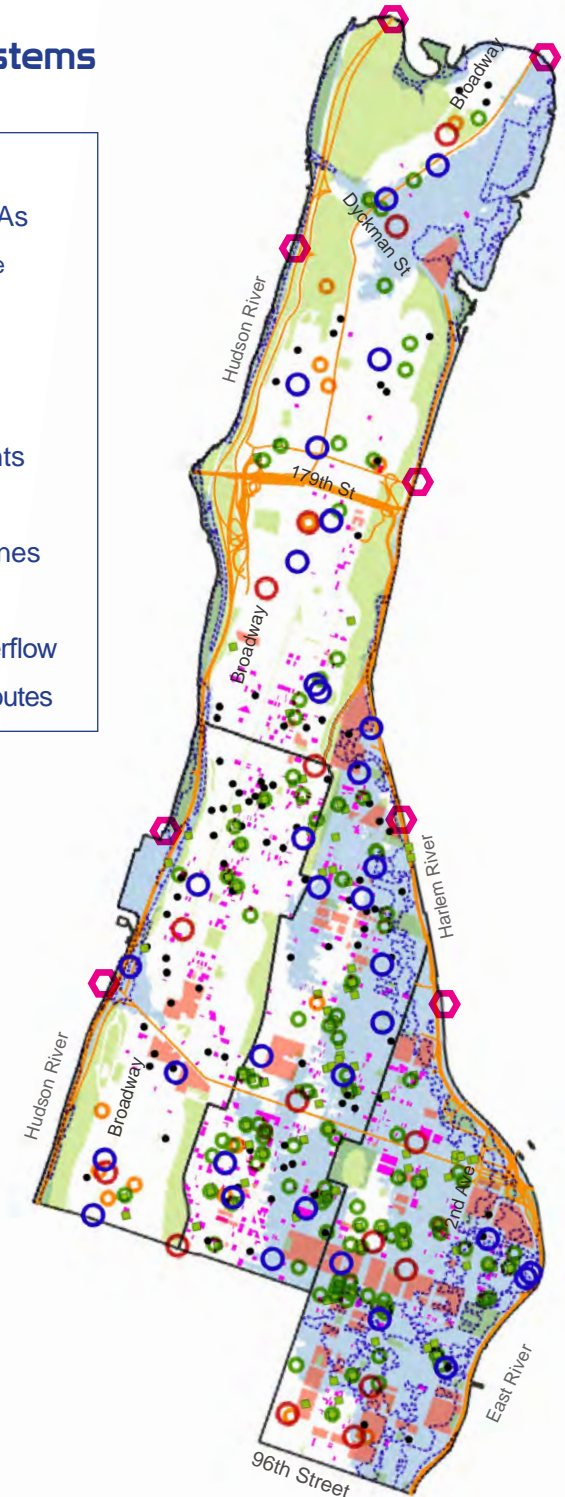 stems
As
e
nts
nes
rflow
outes
Broadway
Dyckman St
Hudson River
179th St
Broadway
Harlem River
Hudson River
Broadway
2nd Ave
East River
96th Street